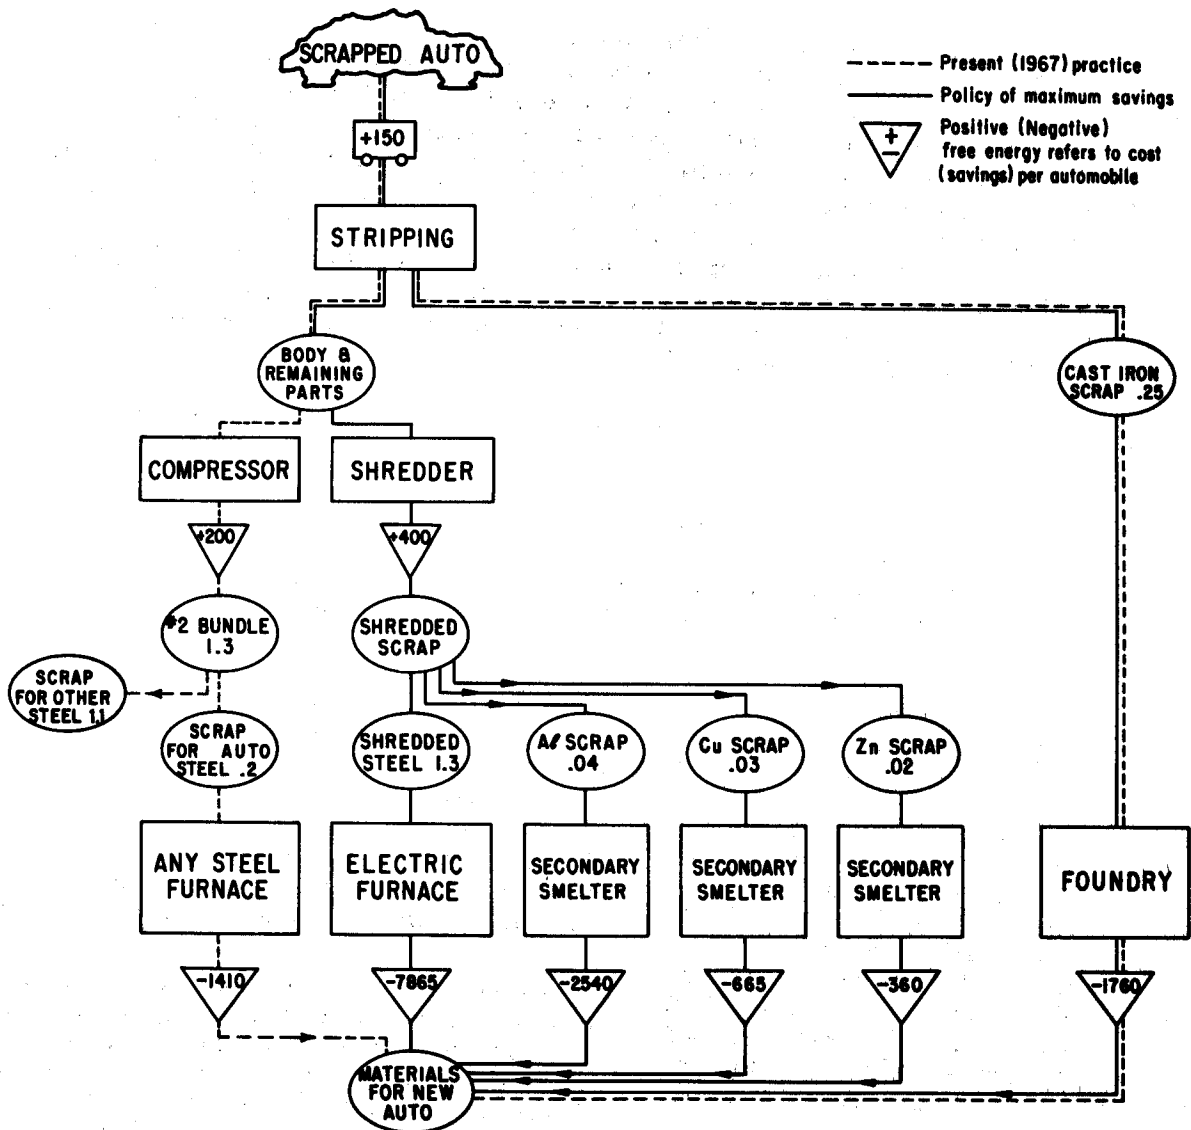 SCRAPPED AUTO
+150
Present (1967) practice
Policy of maximum savings
+
−
Positive (Negative)
free energy refers to cost
(savings) per automobile
STRIPPING
BODY &
REMAINING
PARTS
CAST IRON
SCRAP .25
COMPRESSOR
SHREDDER
+200
+400
#2 BUNDLE
1.3
SHREDDED
SCRAP
SCRAP
FOR OTHER
STEEL 1.1
SCRAP
FOR AUTO
STEEL .2
SHREDDED
STEEL 1.3
Aℓ SCRAP
.04
Cu SCRAP
.03
Zn SCRAP
.02
ANY STEEL
FURNACE
ELECTRIC
FURNACE
SECONDARY
SMELTER
SECONDARY
SMELTER
SECONDARY
SMELTER
FOUNDRY
-1410
-7865
-2540
-665
-360
-1760
MATERIALS
FOR NEW
AUTO